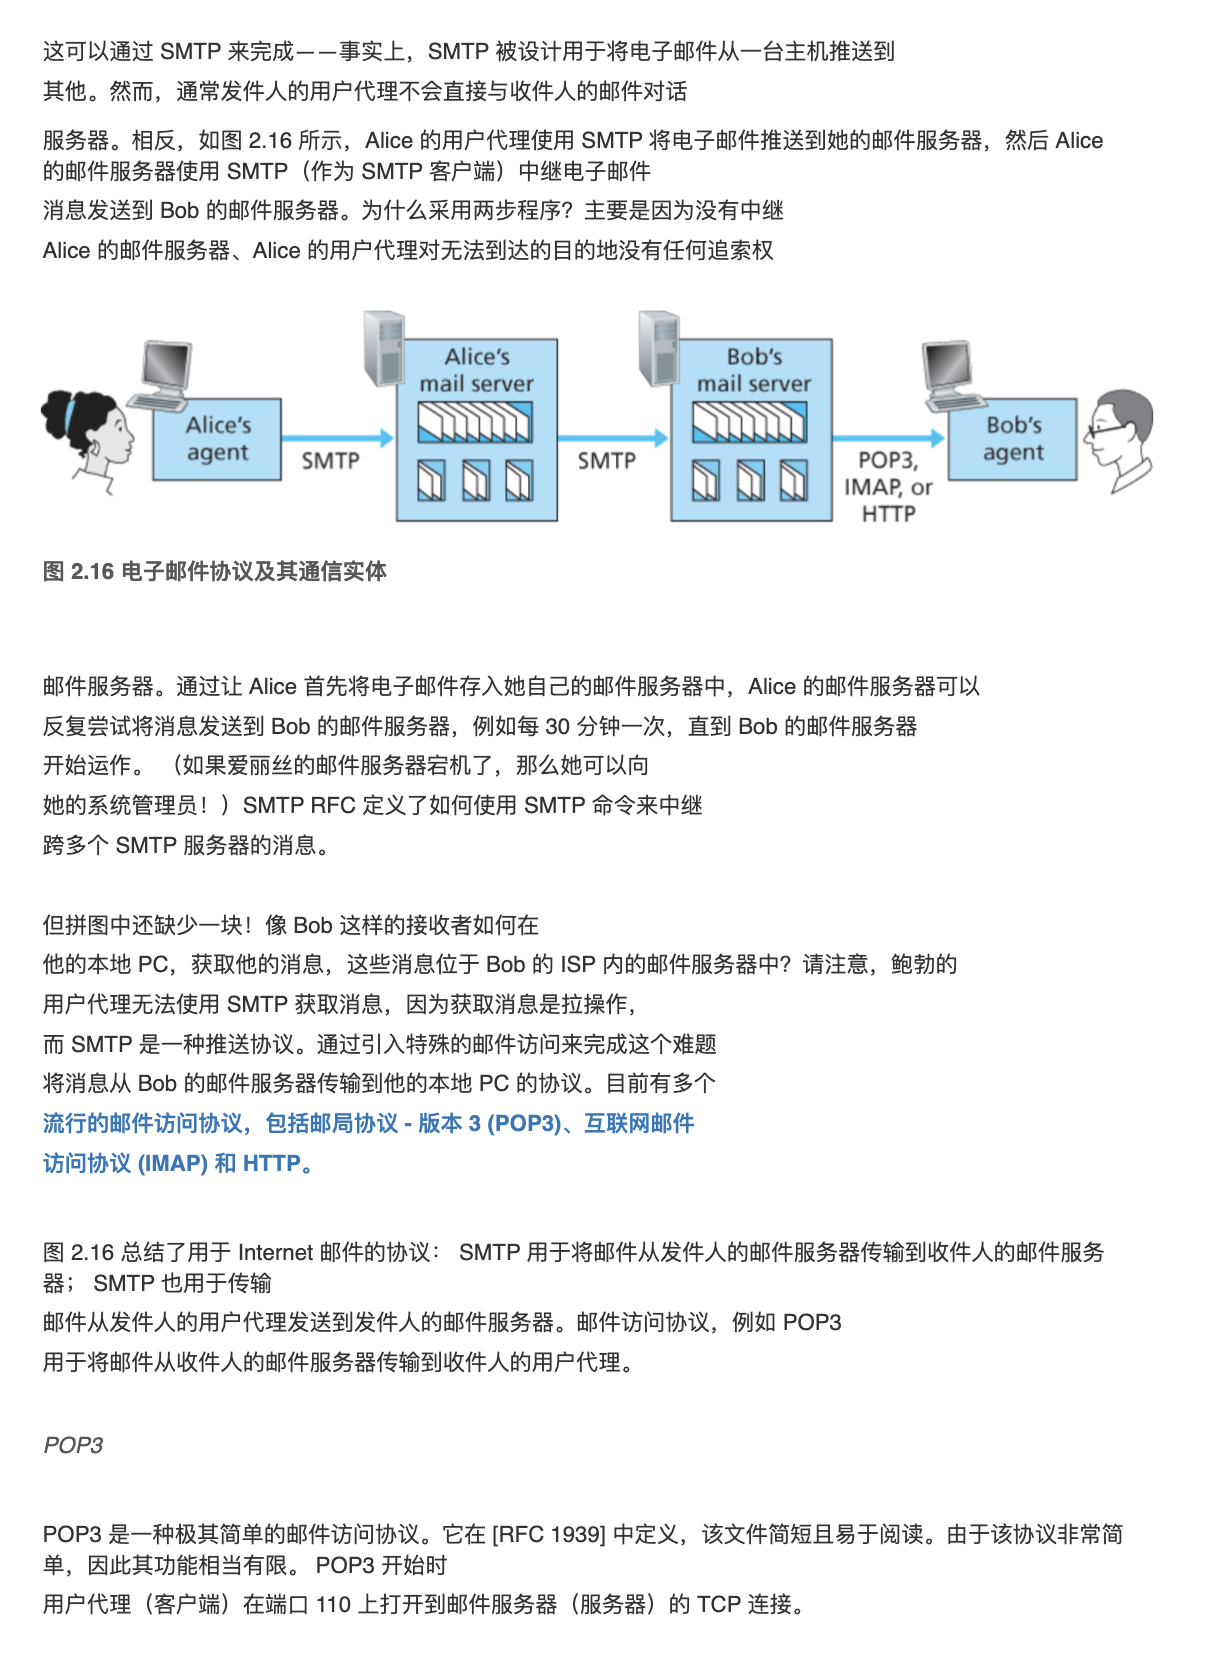 这可以通过 SMTP 来完成——事实上，SMTP 被设计用于将电子邮件从一台主机推送到
其他。然而，通常发件人的用户代理不会直接与收件人的邮件对话
服务器。相反，如图 2.16 所示，Alice 的用户代理使用 SMTP 将电子邮件推送到她的邮件服务器，然后 Alice
的邮件服务器使用 SMTP（作为 SMTP 客户端）中继电子邮件
消息发送到 Bob 的邮件服务器。为什么采用两步程序？主要是因为没有中继
Alice 的邮件服务器、Alice 的用户代理对无法到达的目的地没有任何追索权
Alice's
agent
SMTP
Alice's
mail server
SMTP
Bob's
mail server
POP3,
IMAP, or
HTTP
Bob's
agent
图 2.16 电子邮件协议及其通信实体
邮件服务器。通过让 Alice 首先将电子邮件存入她自己的邮件服务器中，Alice 的邮件服务器可以
反复尝试将消息发送到 Bob 的邮件服务器，例如每 30 分钟一次，直到 Bob 的邮件服务器
开始运作。 （如果爱丽丝的邮件服务器宕机了，那么她可以向
她的系统管理员！）SMTP RFC 定义了如何使用 SMTP 命令来中继
跨多个 SMTP 服务器的消息。
但拼图中还缺少一块！像 Bob 这样的接收者如何在
他的本地 PC，获取他的消息，这些消息位于 Bob 的 ISP 内的邮件服务器中？请注意，鲍勃的
用户代理无法使用 SMTP 获取消息，因为获取消息是拉操作，
而 SMTP 是一种推送协议。通过引入特殊的邮件访问来完成这个难题
将消息从 Bob 的邮件服务器传输到他的本地 PC 的协议。目前有多个
流行的邮件访问协议，包括邮局协议 - 版本 3 (POP3)、互联网邮件
访问协议 (IMAP) 和 HTTP。
图 2.16 总结了用于 Internet 邮件的协议： SMTP 用于将邮件从发件人的邮件服务器传输到收件人的邮件服务
器； SMTP 也用于传输
邮件从发件人的用户代理发送到发件人的邮件服务器。邮件访问协议，例如 POP3
用于将邮件从收件人的邮件服务器传输到收件人的用户代理。
POP3
POP3 是一种极其简单的邮件访问协议。它在 [RFC 1939] 中定义，该文件简短且易于阅读。由于该协议非常简
单，因此其功能相当有限。 POP3 开始时
用户代理（客户端）在端口 110 上打开到邮件服务器（服务器）的 TCP 连接。